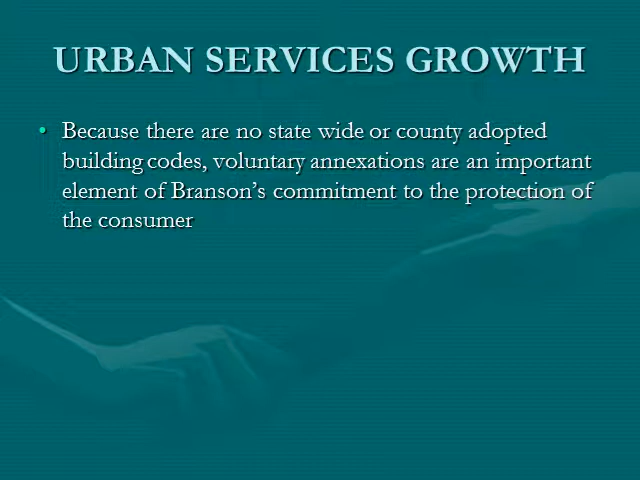 URBAN SERVICES GROWTH
• Because there are no state wide or county adopted
building codes, voluntary annexations are an important
element of Branson's commitment to the protection of
the consumer